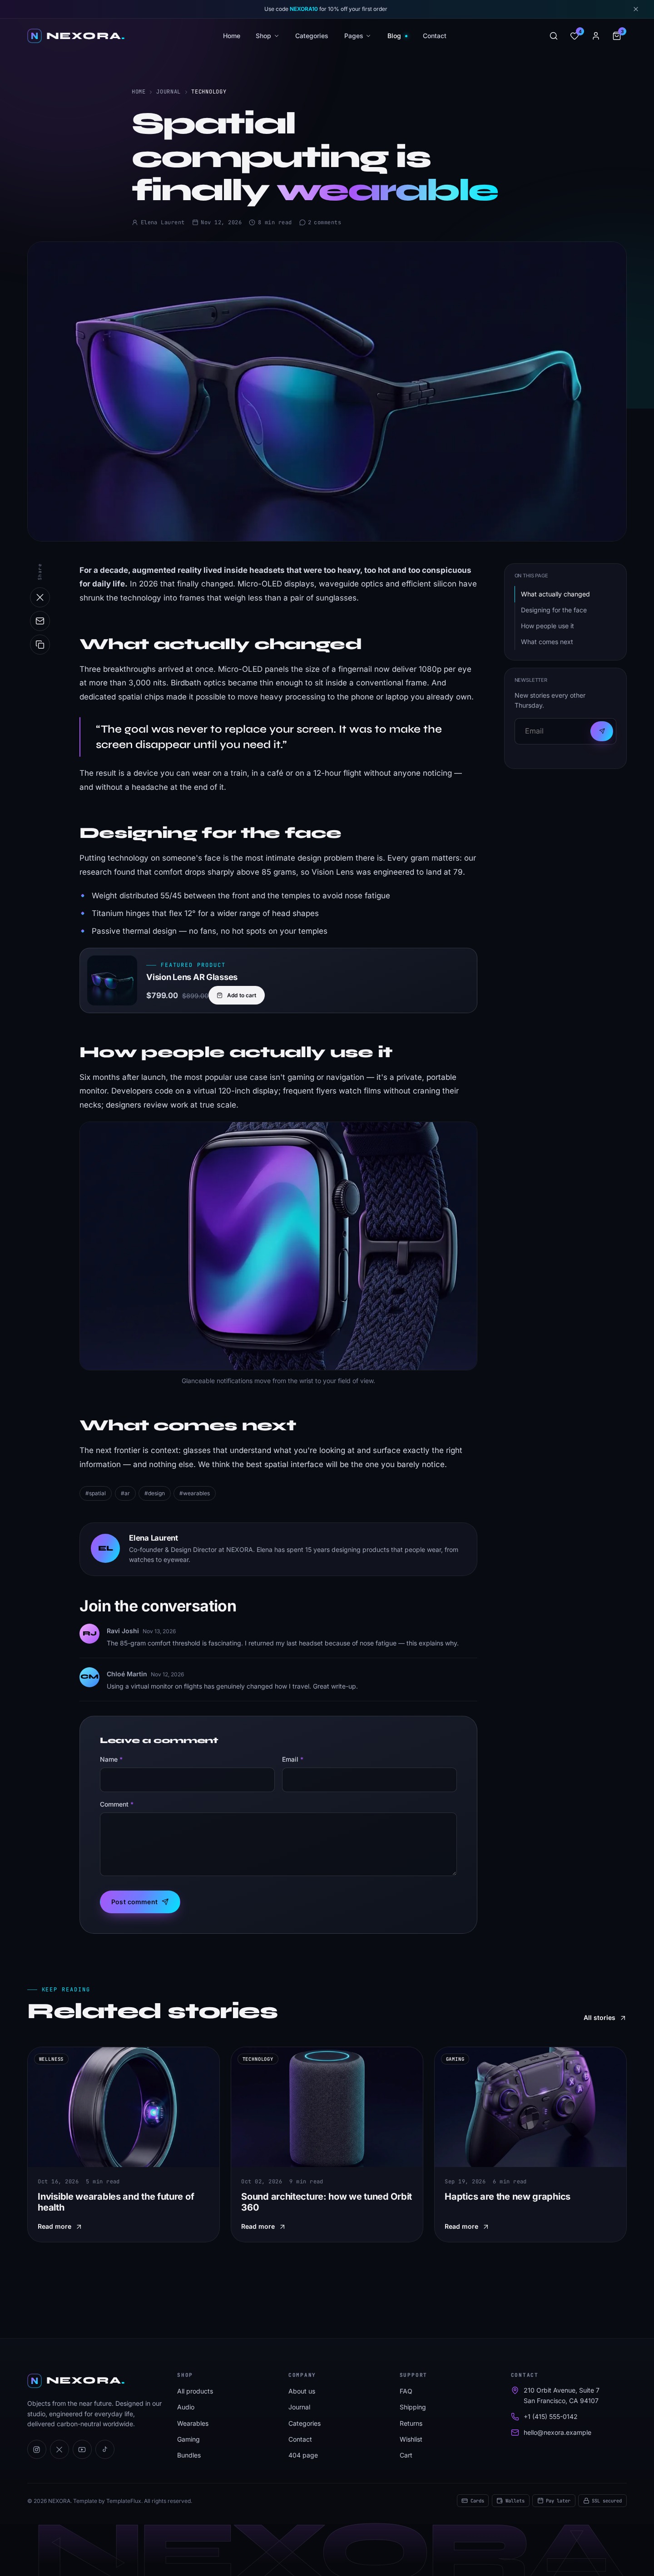 Use code NEXORA10 for 10% off your first order
NEXORA.
Home
Shop
Categories
Pages
Blog
Contact
HOME > JOURNAL > TECHNOLOGY
Spatial
computing is
finally wearable
Elena Laurent
Nov 12, 2026
8 min read
2 comments
Share
For a decade, augmented reality lived inside headsets that were too heavy, too hot and too conspicuous
for daily life. In 2026 that finally changed. Micro-OLED displays, waveguide optics and efficient silicon have
shrunk the technology into frames that weigh less than a pair of sunglasses.
ON THIS PAGE
What actually changed
Designing for the face
How people use it
What comes next
NEWSLETTER
New stories every other
Thursday.
Email
What actually changed
Three breakthroughs arrived at once. Micro-OLED panels the size of a fingernail now deliver 1080p per eye
at more than 3,000 nits. Birdbath optics became thin enough to sit inside a conventional frame. And
dedicated spatial chips made it possible to move heavy processing to the phone or laptop you already own.
"The goal was never to replace your screen. It was to make the
screen disappear until you need it."
The result is a device you can wear on a train, in a café or on a 12-hour flight without anyone noticing —
and without a headache at the end of it.
Designing for the face
Putting technology on someone's face is the most intimate design problem there is. Every gram matters: our
research found that comfort drops sharply above 85 grams, so Vision Lens was engineered to land at 79.
Weight distributed 55/45 between the front and the temples to avoid nose fatigue
Titanium hinges that flex 12° for a wider range of head shapes
Passive thermal design — no fans, no hot spots on your temples
FEATURED PRODUCT
Vision Lens AR Glasses
$799.00 $899.00 Add to cart
How people actually use it
Six months after launch, the most popular use case isn't gaming or navigation — it's a private, portable
monitor. Developers code on a virtual 120-inch display; frequent flyers watch films without craning their
necks; designers review work at true scale.
Glanceable notifications move from the wrist to your field of view.
What comes next
The next frontier is context: glasses that understand what you're looking at and surface exactly the right
information — and nothing else. We think the best spatial interface will be the one you barely notice.
#spatial
#ar
#design
#wearables
EL
Elena Laurent
Co-founder & Design Director at NEXORA. Elena has spent 15 years designing products that people wear, from
watches to eyewear.
Join the conversation
RJ
Ravi Joshi Nov 13, 2026
The 85-gram comfort threshold is fascinating. I returned my last headset because of nose fatigue — this explains why.
CM
Chloé Martin Nov 12, 2026
Using a virtual monitor on flights has genuinely changed how I travel. Great write-up.
Leave a comment
Name *
Email *
Comment *
Post comment
KEEP READING
Related stories
All stories
WELLNESS
Oct 16, 2026 5 min read
Invisible wearables and the future of
health
Read more
TECHNOLOGY
Oct 02, 2026 9 min read
Sound architecture: how we tuned Orbit
360
Read more
GAMING
Sep 19, 2026 6 min read
Haptics are the new graphics
Read more
NEXORA.
Objects from the near future. Designed in our
studio, engineered for everyday life,
delivered carbon-neutral worldwide.
SHOP
All products
Audio
Wearables
Gaming
Bundles
COMPANY
About us
Journal
Categories
Contact
404 page
SUPPORT
FAQ
Shipping
Returns
Wishlist
Cart
CONTACT
210 Orbit Avenue, Suite 7
San Francisco, CA 94107
+1 (415) 555-0142
hello@nexora.example
© 2026 NEXORA. Template by TemplateFlux. All rights reserved.
Cards
Wallets
Pay later
SSL secured
NEXORA